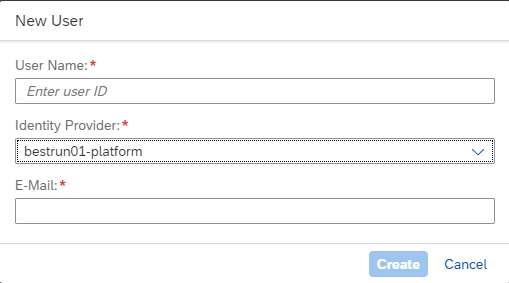 New User
User Name:*
Enter user ID
Identity Provider:*
bestrun01-platform
E-Mail:*
Create Cancel